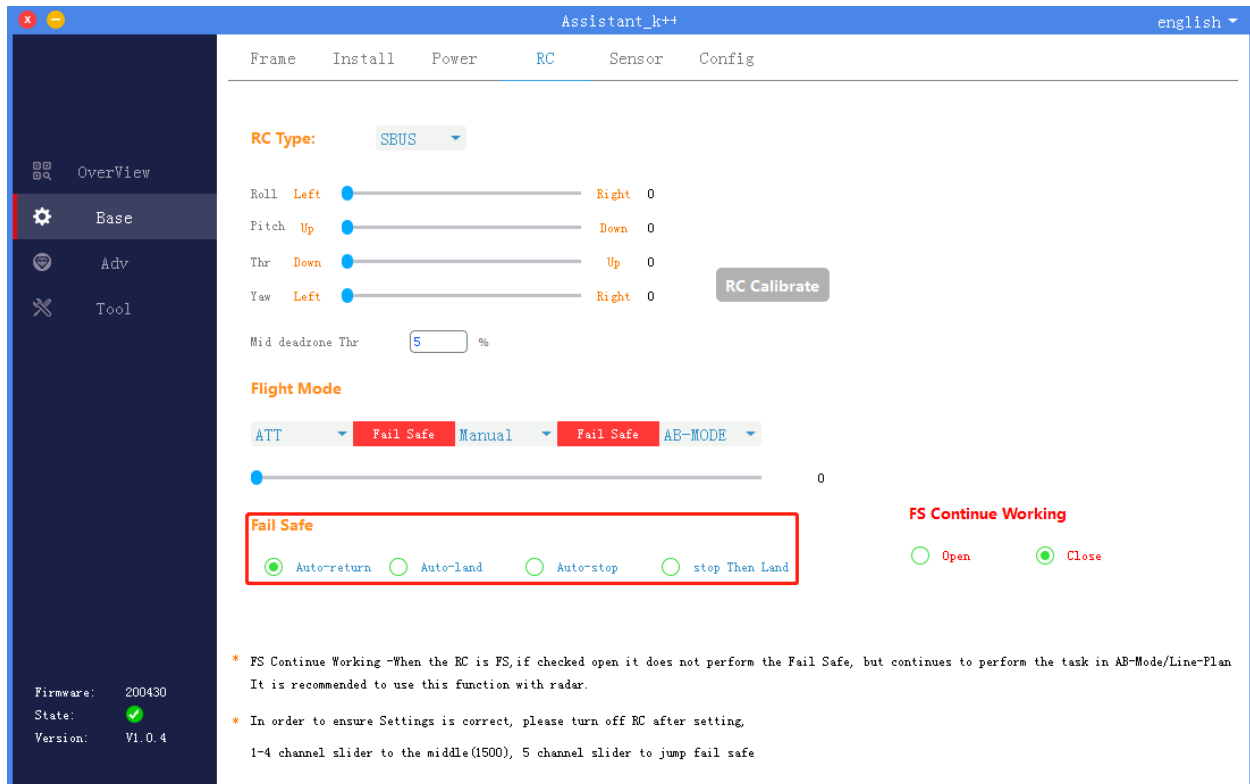 Assistant_k++
english
Frame Install Power RC Sensor Config
RC Type: SBUS
OverView
Base
Adv
Tool
Roll Left Right 0
Pitch Up Down 0
Thr Down Up 0
Yaw Left Right 0
RC Calibrate
Mid deadzone Thr 5 %
Flight Mode
ATT Fail Safe Manual Fail Safe AB-MODE
0
Fail Safe
Auto-return Auto-land Auto-stop stop Then Land
FS Continue Working
Open Close
* FS Continue Working -When the RC is FS,if checked open it does not perform the Fail Safe, but continues to perform the task in AB-Mode/Line-Plan
It is recommended to use this function with radar.
* In order to ensure Settings is correct, please turn off RC after setting,
1-4 channel slider to the middle(1500), 5 channel slider to jump fail safe
Firmware: 200430
State:
Version: V1.0.4